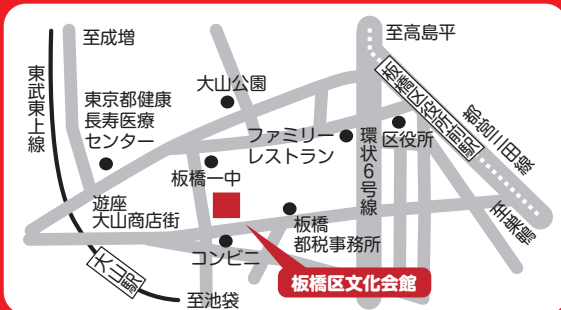 至成増
至高島平
東武東上線
大山公園
東京都健康
長寿医療
センター
板橋区役所前駅
都営三田線
ファミリー
レストラン
環状6号線
区役所
板橋一中
遊座
大山商店街
板橋
都税事務所
至巣鴨
コンビニ
大山駅
板橋区文化会館
至池袋